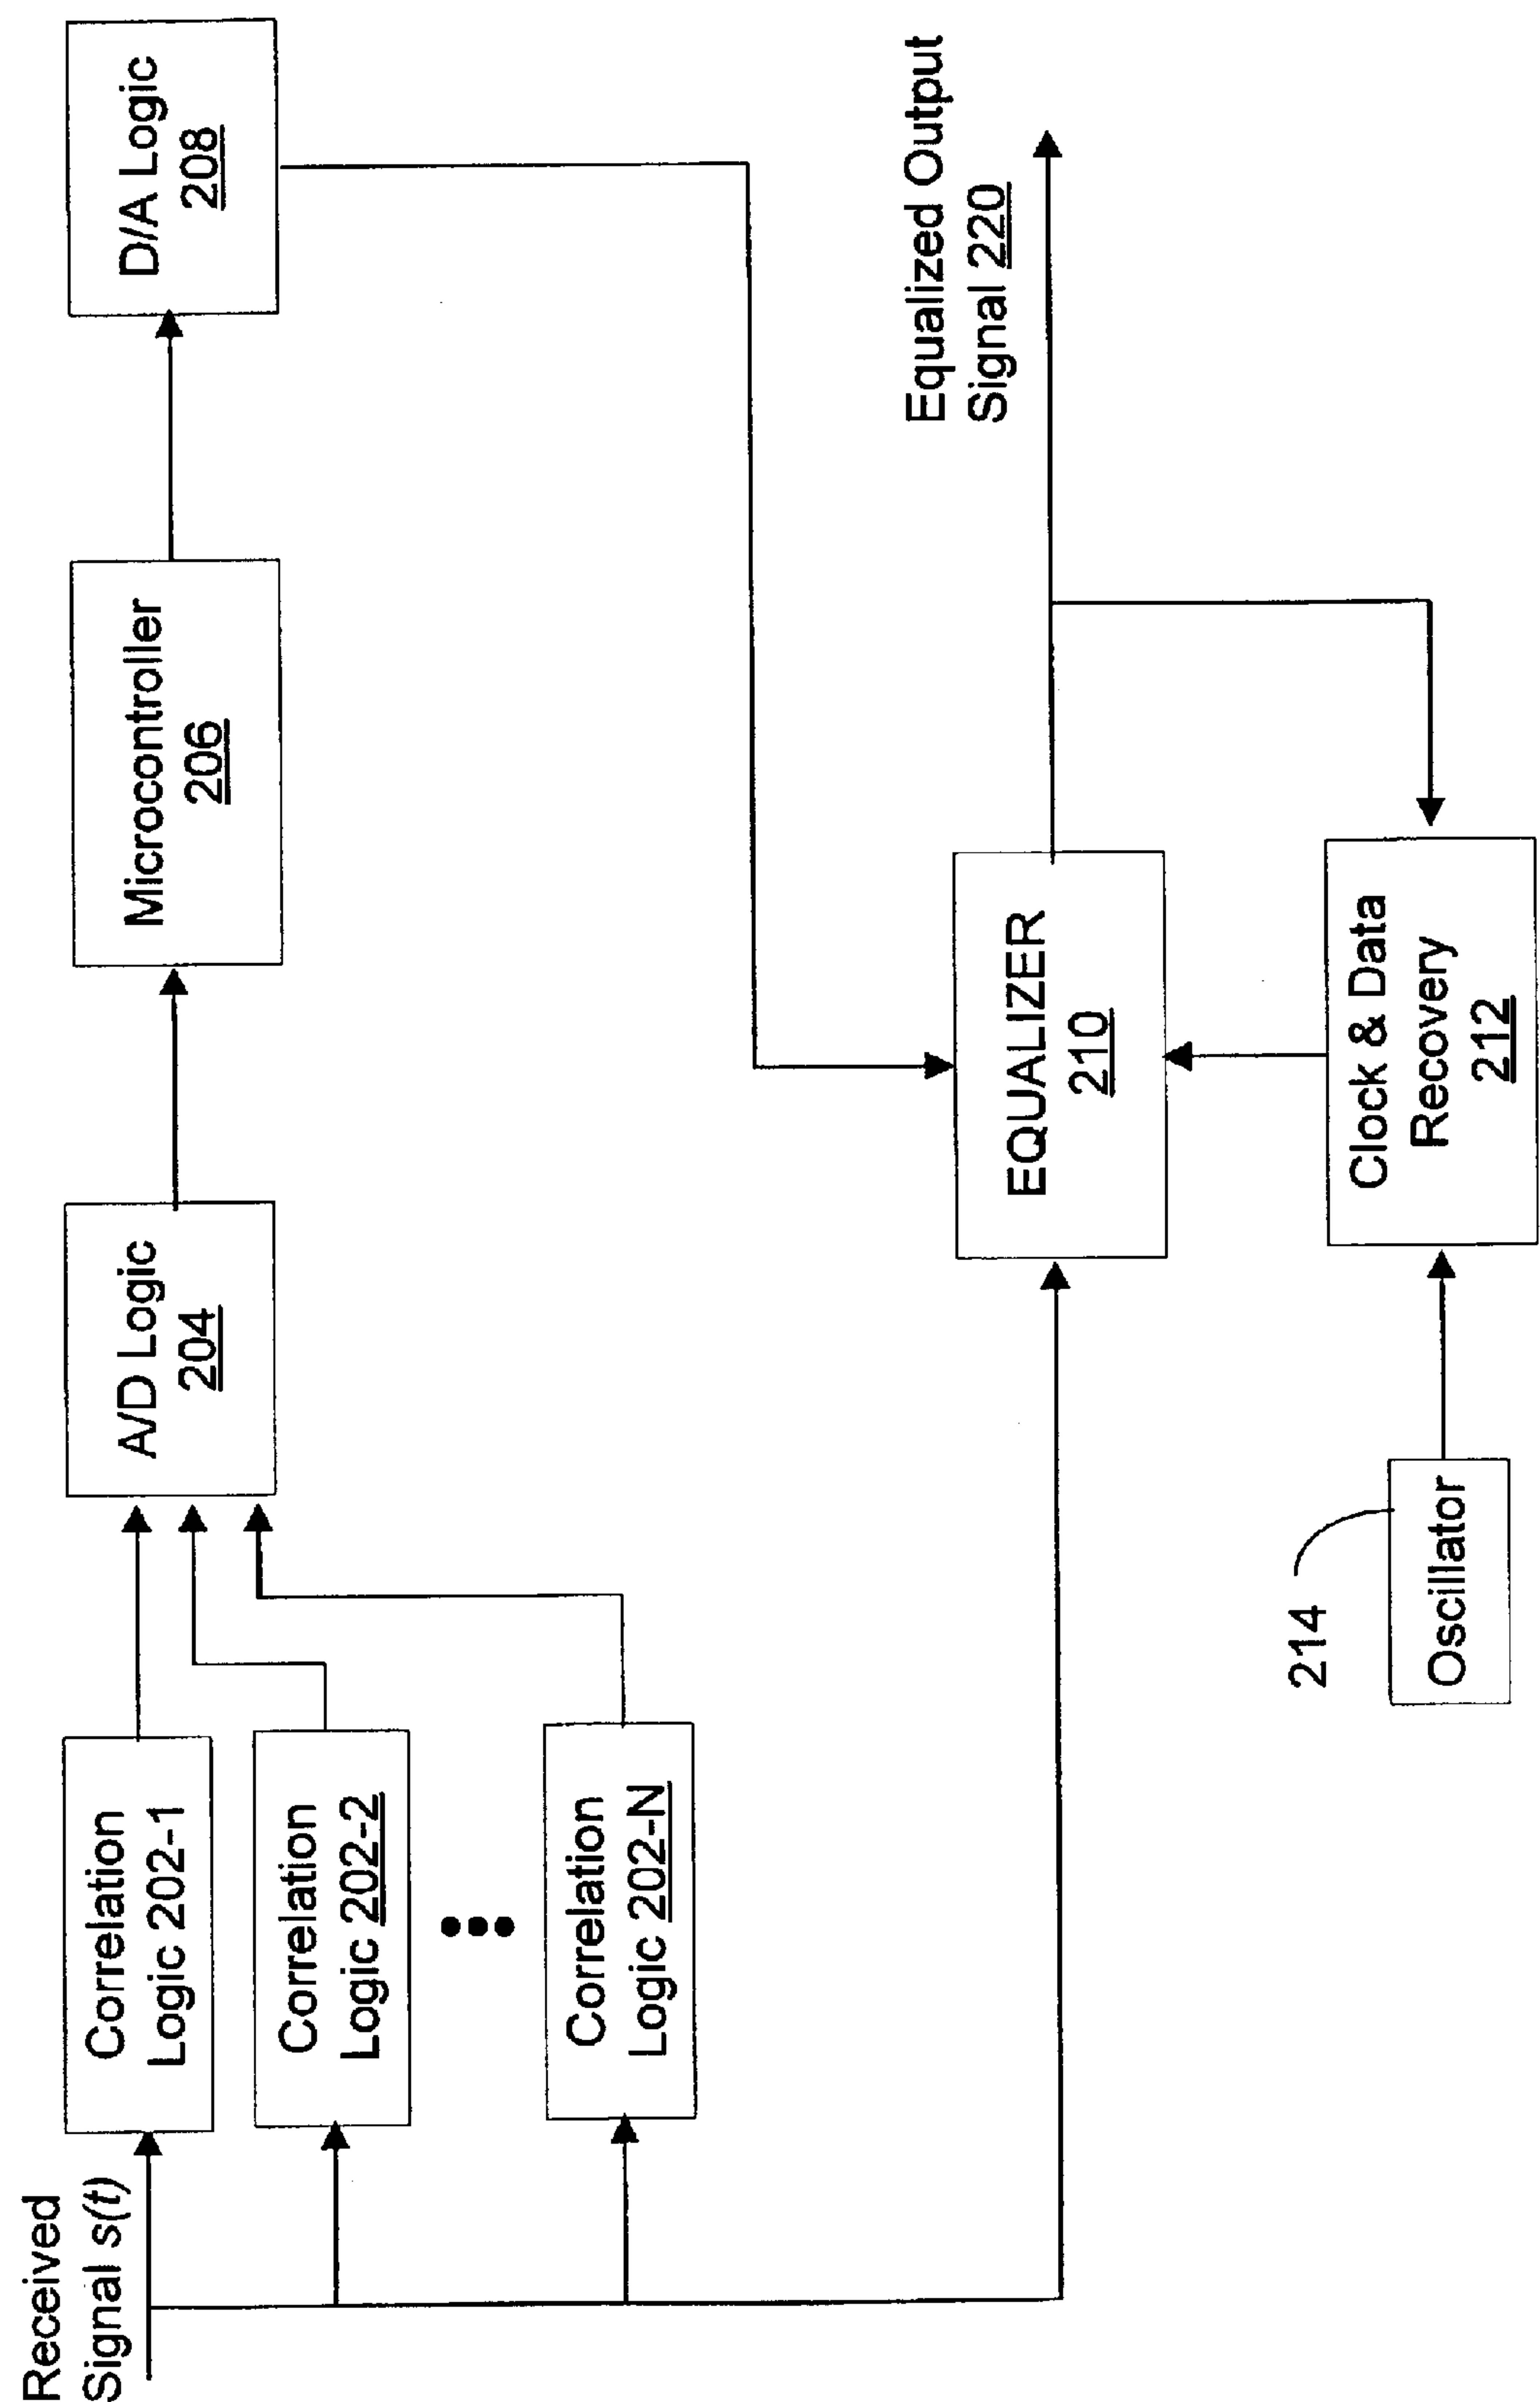 Received
Signal s(t)
Correlation
Logic 202-1
Correlation
Logic 202-2
Correlation
Logic 202-N
A/D Logic
204
Microcontroller
206
D/A Logic
208
EQUALIZER
210
Equalized Output
Signal 220
Clock & Data
Recovery
212
214
Oscillator